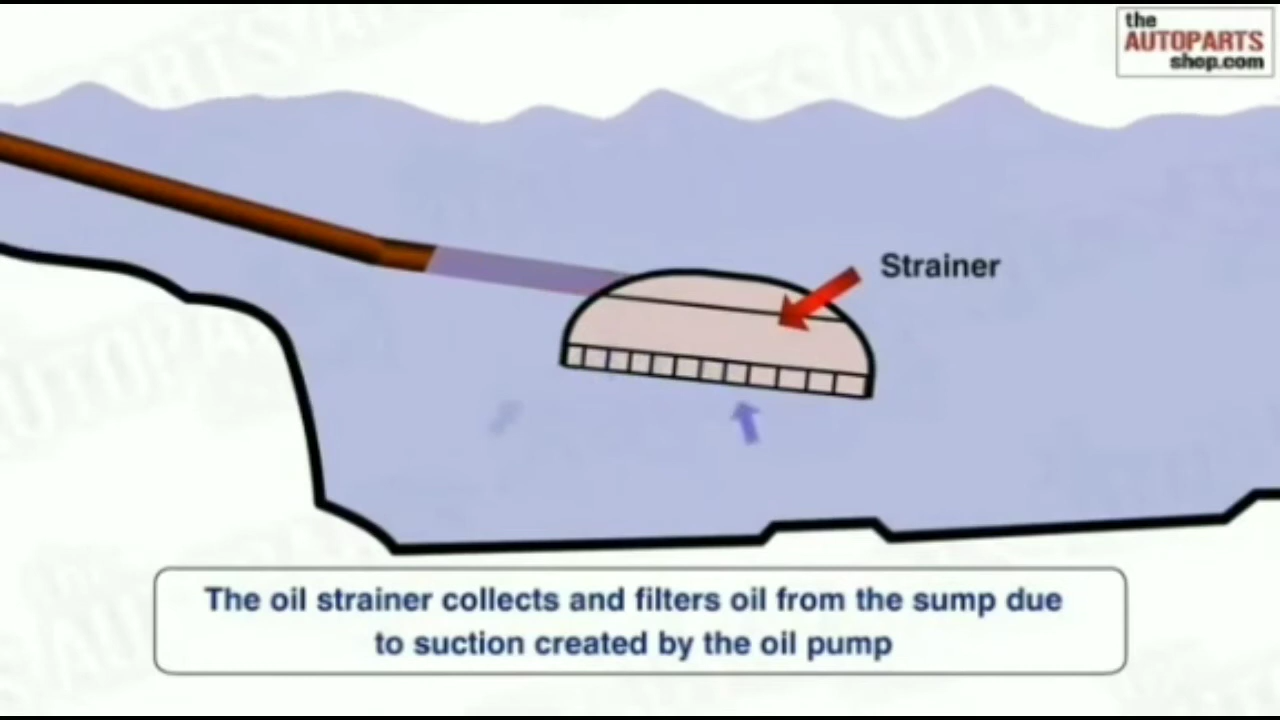 the
AUTOPARTS
shop.com
Strainer
The oil strainer collects and filters oil from the sump due
to suction created by the oil pump